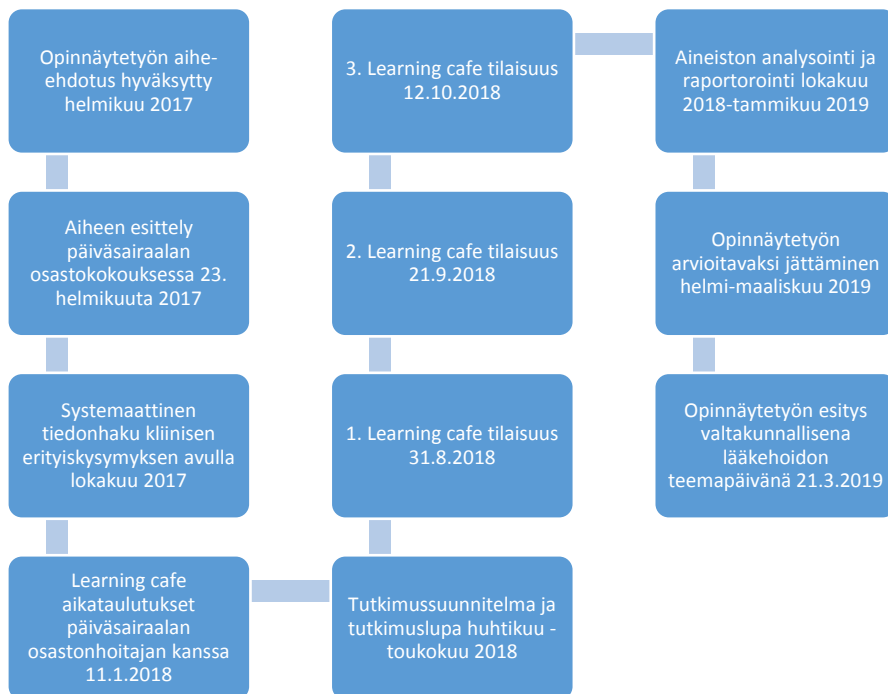 Opinnäytetyön aihe-
ehdotus hyväksytty
helmikuu 2017
Aiheen esittely
päiväsairaalan
osastokokouksessa 23.
helmikuuta 2017
Systemaattinen
tiedonhaku kliinisen
erityiskysymyksen avulla
lokakuu 2017
Learning cafe
aikataulutukset
päiväsairaalan
osastonhoitajan kanssa
11.1.2018
Tutkimussuunnitelma ja
tutkimuslupa huhtikuu -
toukokuu 2018
1. Learning cafe tilaisuus
31.8.2018
2. Learning cafe tilaisuus
21.9.2018
3. Learning cafe tilaisuus
12.10.2018
Aineiston analysointi ja
raportorointi lokakuu
2018-tammikuu 2019
Opinnäytetyön
arvioitavaksi jättäminen
helmi-maaliskuu 2019
Opinnäytetyön esitys
valtakunnallisena
lääkehoidon
teemapäivänä 21.3.2019